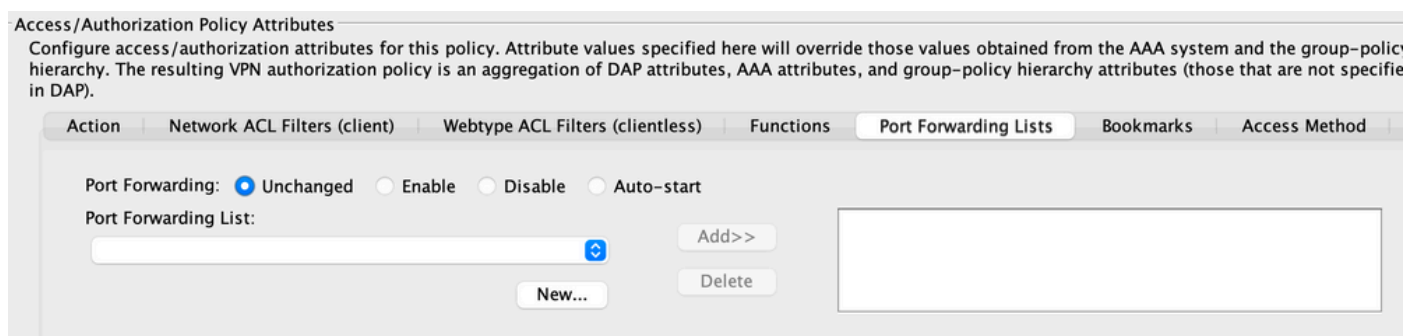 Access/Authorization Policy Attributes
Configure access/authorization attributes for this policy. Attribute values specified here will override those values obtained from the AAA system and the group-policy
hierarchy. The resulting VPN authorization policy is an aggregation of DAP attributes, AAA attributes, and group-policy hierarchy attributes (those that are not specifie
in DAP).
Action Network ACL Filters (client) Webtype ACL Filters (clientless) Functions Port Forwarding Lists Bookmarks Access Method
Port Forwarding: Unchanged Enable Disable Auto-start
Port Forwarding List:
Add>>
Delete
New...